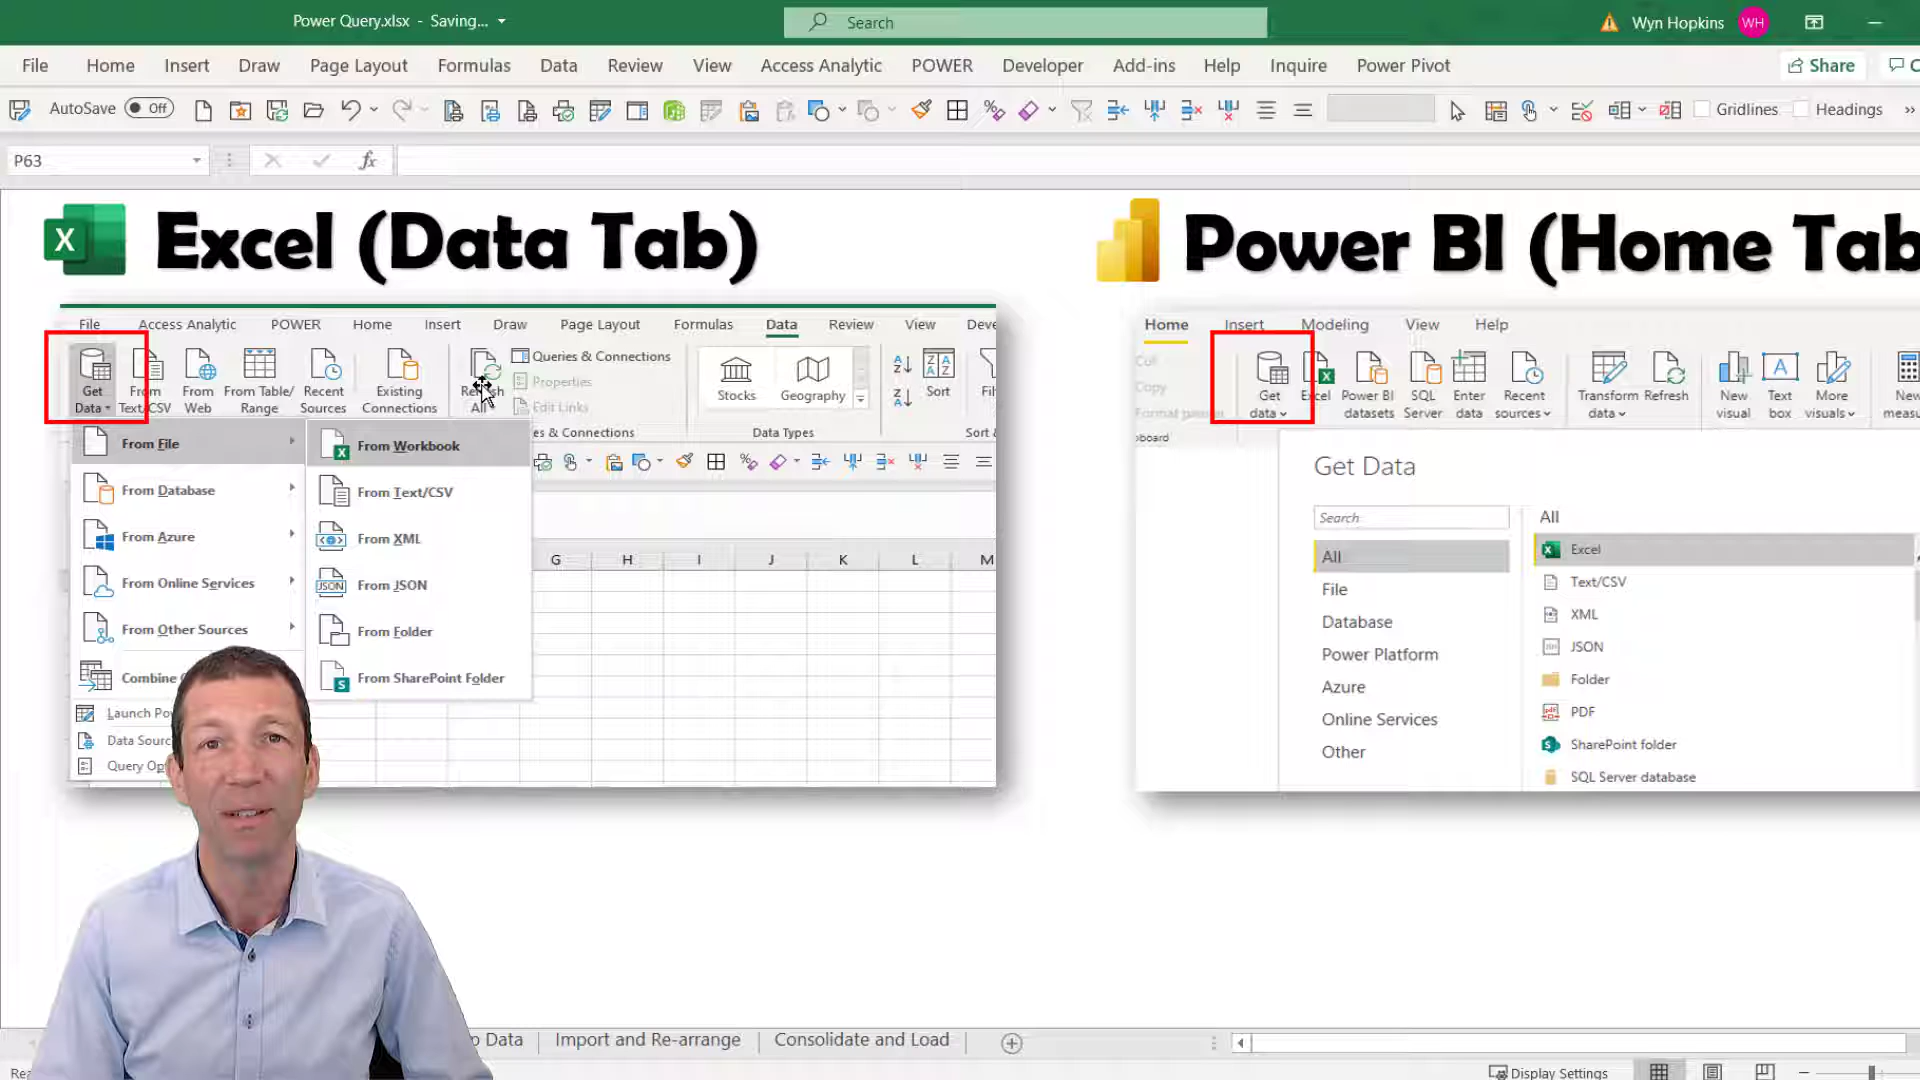 Power Query.xlsx - Saving...
Search
Wyn Hopkins WH
File Home Insert Draw Page Layout Formulas Data Review View Access Analytic POWER Developer Add-ins Help Inquire Power Pivot Share
AutoSave Off Gridlines Headings
P63 fx
Excel (Data Tab)
File Access Analytic POWER Home Insert Draw Page Layout Formulas Data Review View
Get Data
From Text/CSV
From Web
From Table/ Range
Recent Sources
Existing Connections
Refresh All
Queries & Connections
Properties
Edit Links
Stocks
Geography
Data Types
Sort
From File
From Database
From Azure
From Online Services
From Other Sources
Combine
Launch
Data
Query
From Workbook
From Text/CSV
From XML
From JSON
From Folder
From SharePoint Folder
G H I J K L M
Power BI (Home Tab
Home Insert Modeling View Help
Copy
Get data
Excel
Power BI datasets
SQL Server
Enter data
Recent sources
Transform data
Refresh
New visual
Text box
More visuals
New
Get Data
Search
All
File
Database
Power Platform
Azure
Online Services
Other
All
Excel
Text/CSV
XML
JSON
Folder
PDF
SharePoint folder
SQL Server database
Data Import and Re-arrange Consolidate and Load
Display Settings